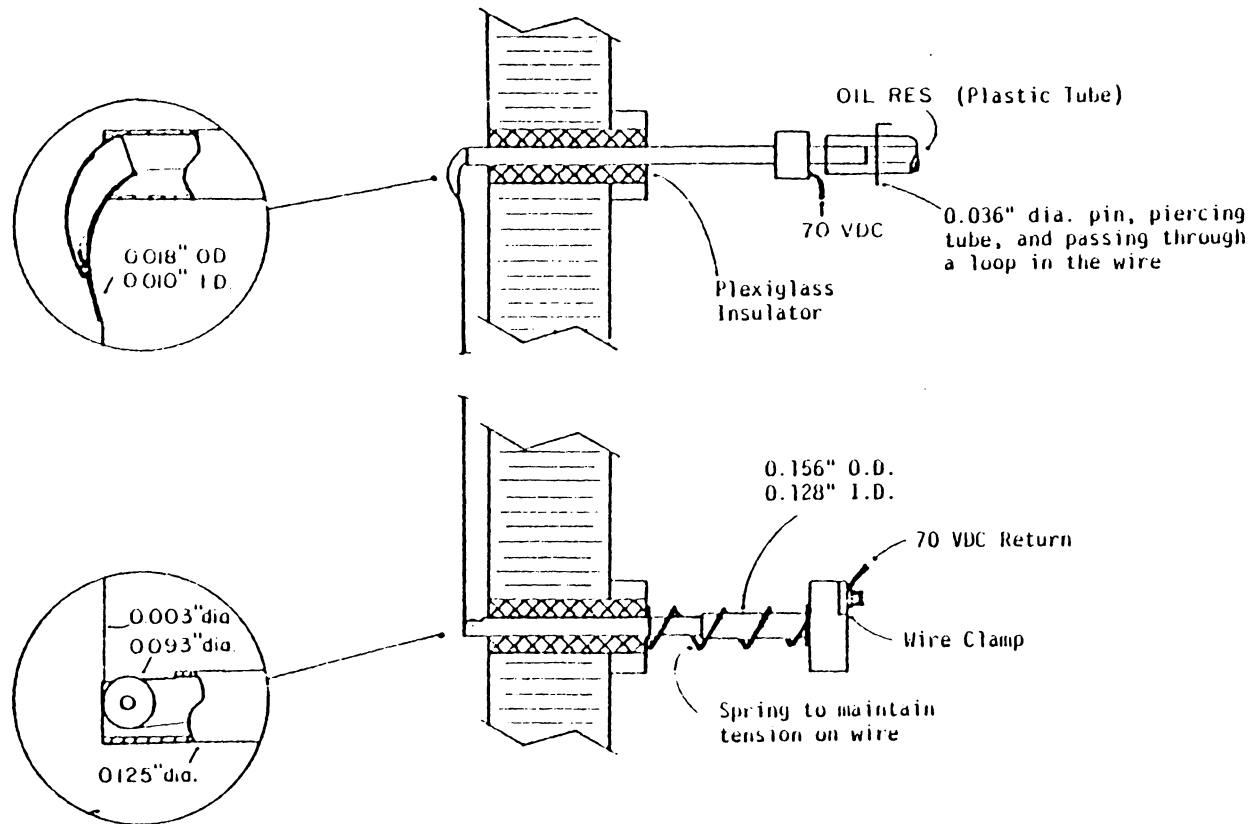 OIL RES (Plastic Tube)
70 VDC
0.036" dia. pin, piercing
tube, and passing through
a loop in the wire
0.018" OD
0.010" I.D.
Plexiglass
Insulator
0.156" O.D.
0.128" I.D.
70 VDC Return
Wire Clamp
0.003"dia
0.093"dia.
0.125"dia.
Spring to maintain
tension on wire